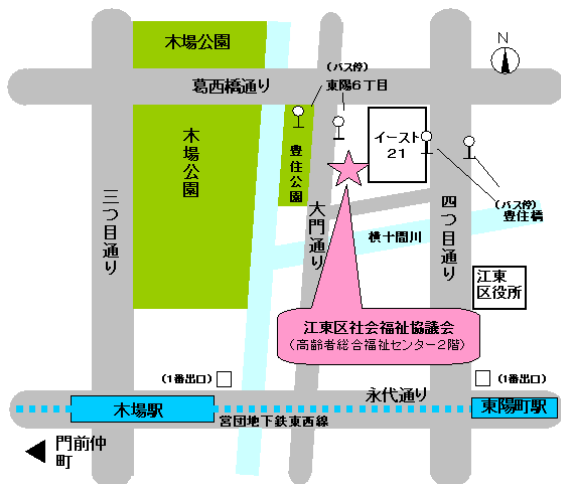 木場公園
N
(バス停)
東陽6丁目
葛西橋通り
木場公園
豊住公園
イースト
21
三つ目通り
大門通り
四つ目通り
(バス停)
豊住橋
横十間川
江東
区役所
江東区社会福祉協議会
(高齢者総合福祉センター2階)
(1番出口)
(1番出口)
永代通り
木場駅
東陽町駅
営団地下鉄東西線
門前仲
町